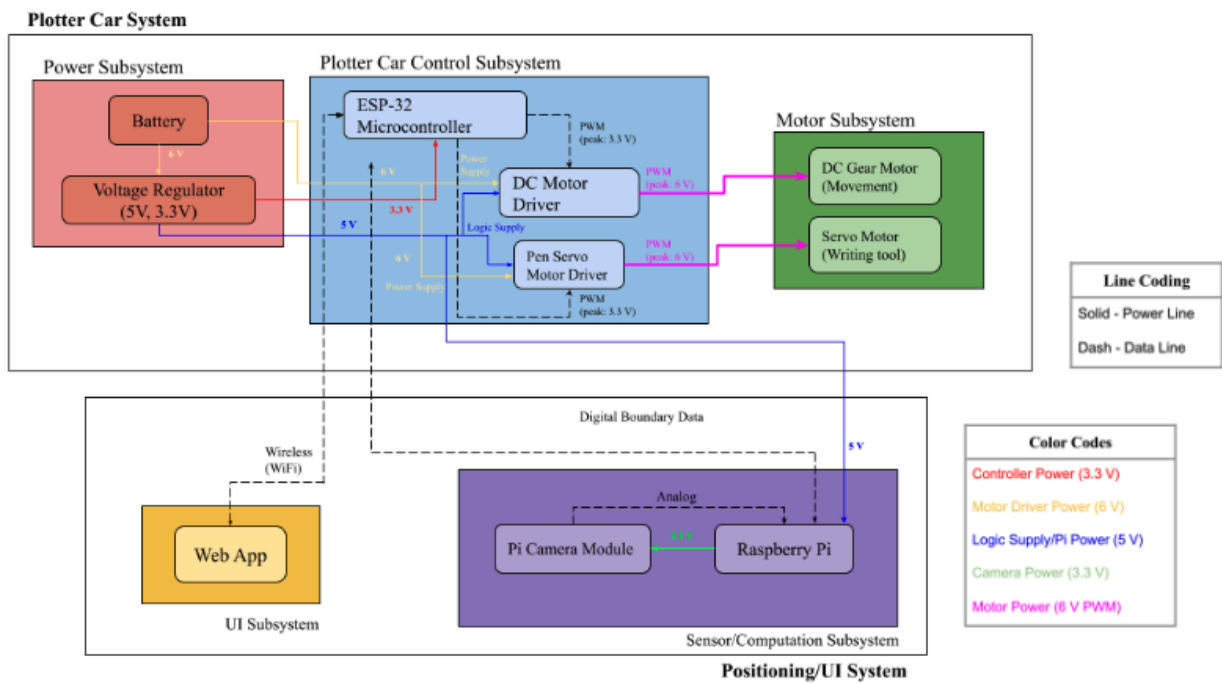 Plotter Car System
Power Subsystem
Battery
6 V
Voltage Regulator
(5V, 3.3V)
Plotter Car Control Subsystem
ESP-32
Microcontroller
PWM
(peak: 3.3 V)
6 V
Power
Supply
DC Motor
Driver
3.3 V
5 V
Logic Supply
6 V
Power Supply
Pen Servo
Motor Driver
PWM
(peak: 3.3 V)
PWM
(peak: 6 V)
PWM
(peak: 6 V)
Motor Subsystem
DC Gear Motor
(Movement)
Servo Motor
(Writing tool)
Line Coding
Solid - Power Line
Dash - Data Line
Digital Boundary Data
Wireless
(WiFi)
5 V
Web App
UI Subsystem
Analog
Pi Camera Module
Raspberry Pi
Sensor/Computation Subsystem
Positioning/UI System
Color Codes
Controller Power (3.3 V)
Motor Driver Power (6 V)
Logic Supply/Pi Power (5 V)
Camera Power (3.3 V)
Motor Power (6 V PWM)